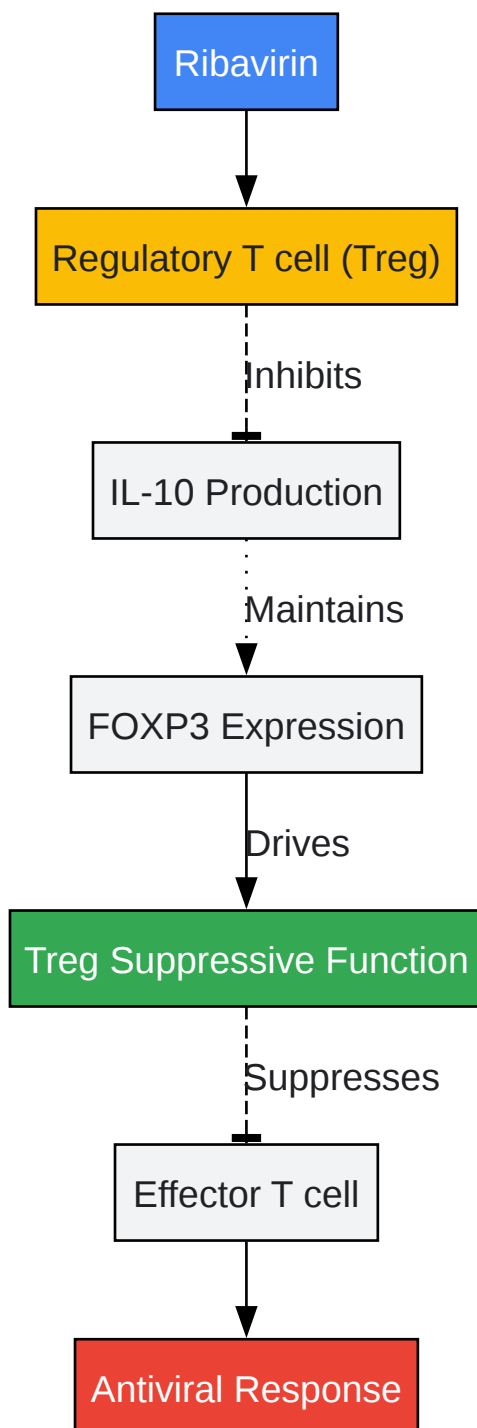 Ribavirin
Regulatory T cell (Treg)
Inhibits
IL-10 Production
Maintains
FOXP3 Expression
Drives
Treg Suppressive Function
Suppresses
Effector T cell
Antiviral Response